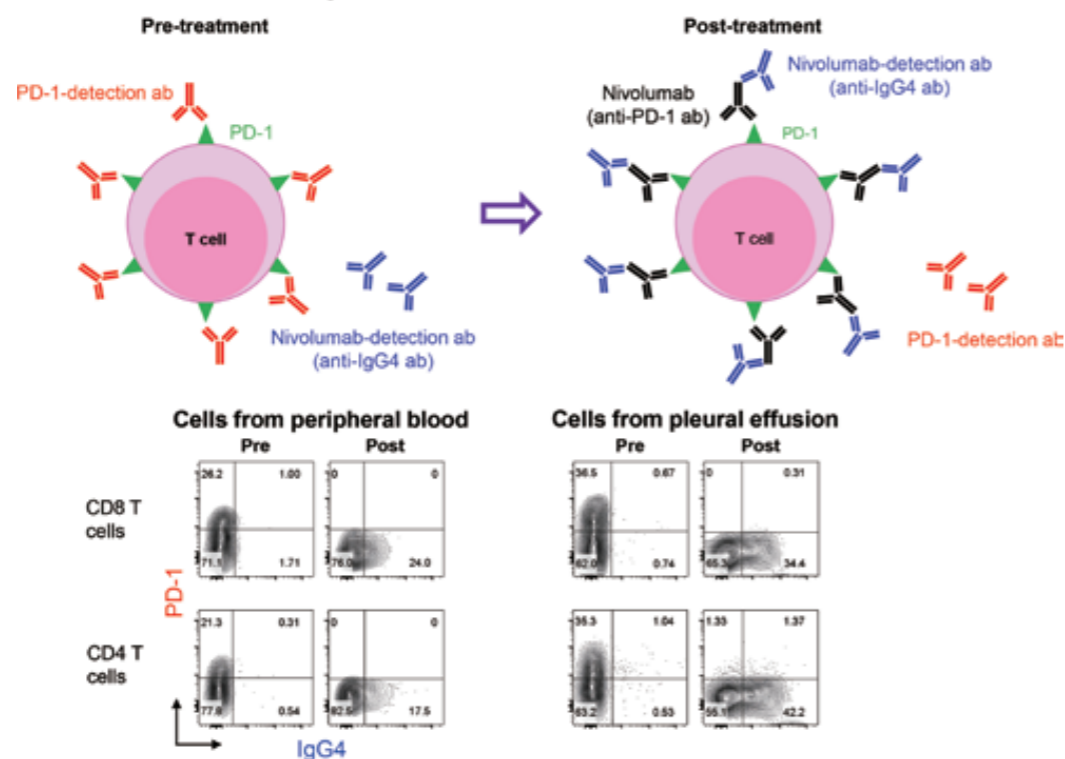 Pre-treatment
Post-treatment
PD-1-detection ab
PD-1
T cell
Nivolumab-detection ab
(anti-IgG4 ab)
Nivolumab
(anti-PD-1 ab)
Nivolumab-detection ab
(anti-IgG4 ab)
PD-1
T cell
PD-1-detection ab
Cells from peripheral blood
Pre
Post
Cells from pleural effusion
Pre
Post
CD8 T
cells
26.2 1.00
71.1 1.71
0 0
76.0 24.0
36.5 0.67
62.0 0.74
0 0.31
65.3 34.4
CD4 T
cells
21.3 0.31
77.8 0.54
0 0
82.5 17.5
35.3 1.04
63.2 0.53
1.33 1.37
55.1 42.2
PD-1
IgG4